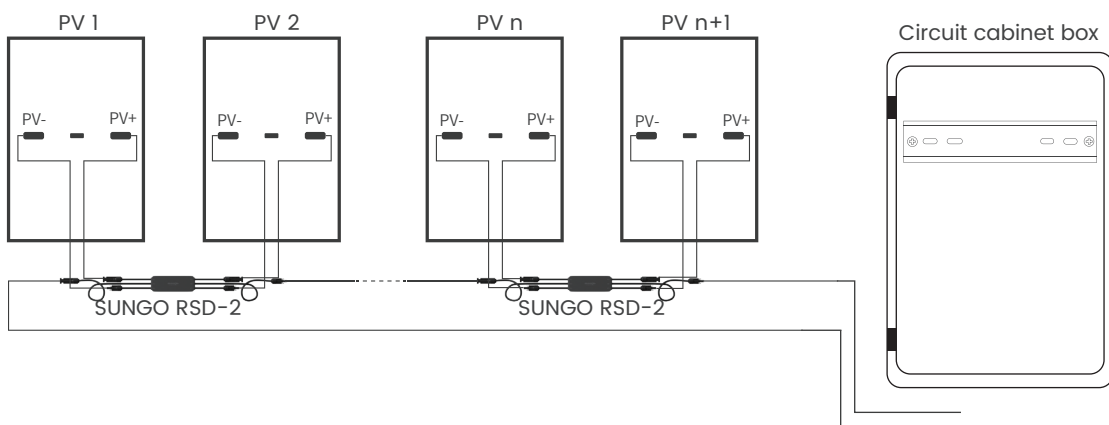 PV 1
PV 2
PV n
PV n+1
Circuit cabinet box
PV-
PV+
PV-
PV+
PV-
PV+
PV-
PV+
SUNGO RSD-2
SUNGO RSD-2